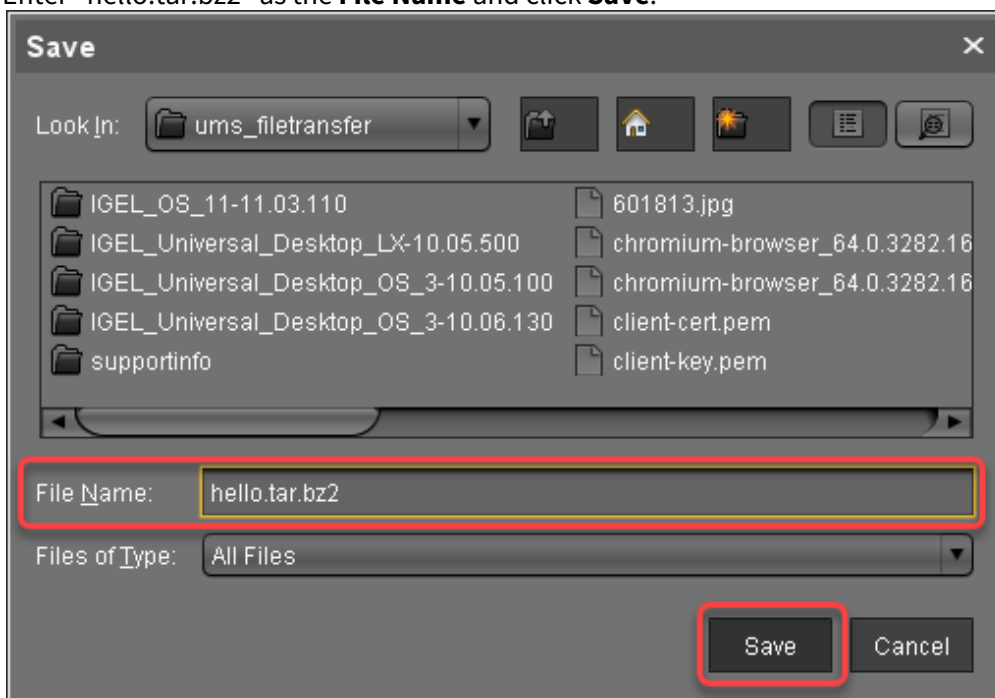 Enter "hello.tar.bz2" as the File Name and click Save.
Save
Look In: ums_filetransfer
IGEL_OS_11-11.03.110
IGEL_Universal_Desktop_LX-10.05.500
IGEL_Universal_Desktop_OS_3-10.05.100
IGEL_Universal_Desktop_OS_3-10.06.130
supportinfo
601813.jpg
chromium-browser_64.0.3282.16
chromium-browser_64.0.3282.16
client-cert.pem
client-key.pem
File Name: hello.tar.bz2
Files of Type: All Files
Save Cancel